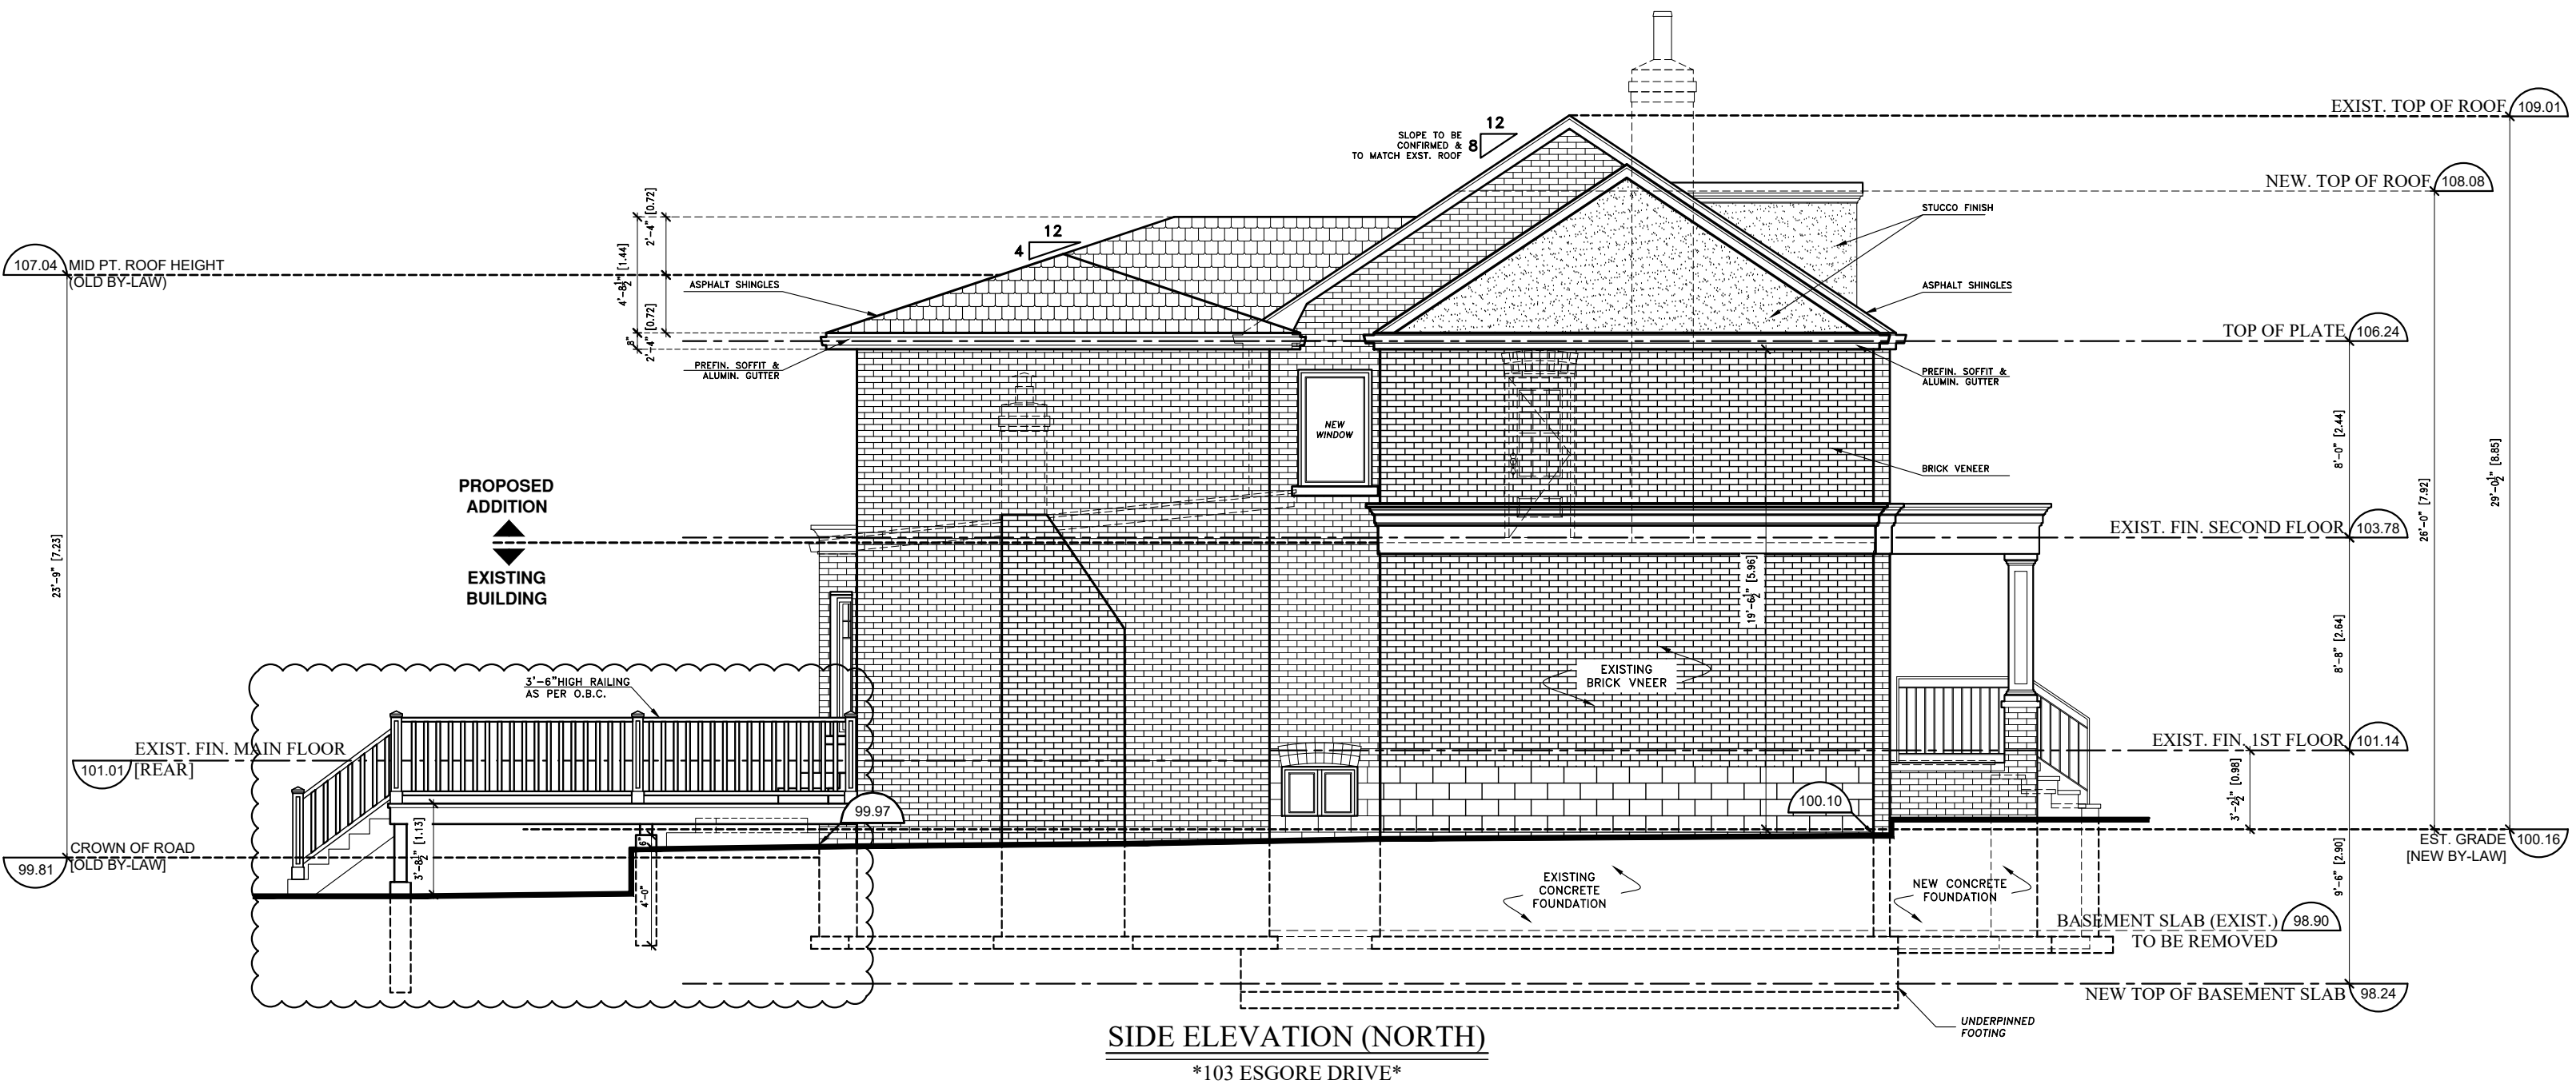 EXIST. TOP OF ROOF 109.01
12
8
SLOPE TO BE
CONFIRMED &
TO MATCH EXST. ROOF
NEW. TOP OF ROOF 108.08
STUCCO FINISH
2'-4" [0.72]
4'-8½" [1.44]
2'-4" [0.72]
8"
12
4
107.04 MID PT. ROOF HEIGHT
(OLD BY-LAW)
ASPHALT SHINGLES
ASPHALT SHINGLES
TOP OF PLATE 106.24
PREFIN. SOFFIT &
ALUMIN. GUTTER
PREFIN. SOFFIT &
ALUMIN. GUTTER
NEW
WINDOW
8'-0" [2.44]
29'-0½" [8.85]
BRICK VENEER
PROPOSED
ADDITION
26'-0" [7.92]
EXIST. FIN. SECOND FLOOR 103.78
23'-9" [7.23]
EXISTING
BUILDING
19'-6½" [5.96]
8'-8" [2.64]
EXISTING
BRICK VNEER
3'-6"HIGH RAILING
AS PER O.B.C.
EXIST. FIN. MAIN FLOOR
101.01 [REAR]
EXIST. FIN. 1ST FLOOR 101.14
3'-2½" [0.98]
99.97
100.10
3'-8½" [1.13]
6"
4'-0"
CROWN OF ROAD
99.81 [OLD BY-LAW]
EST. GRADE 100.16
[NEW BY-LAW]
9'-6" [2.90]
EXISTING
CONCRETE
FOUNDATION
NEW CONCRETE
FOUNDATION
BASEMENT SLAB (EXIST.) 98.90
TO BE REMOVED
NEW TOP OF BASEMENT SLAB 98.24
UNDERPINNED
FOOTING
SIDE ELEVATION (NORTH)
*103 ESGORE DRIVE*